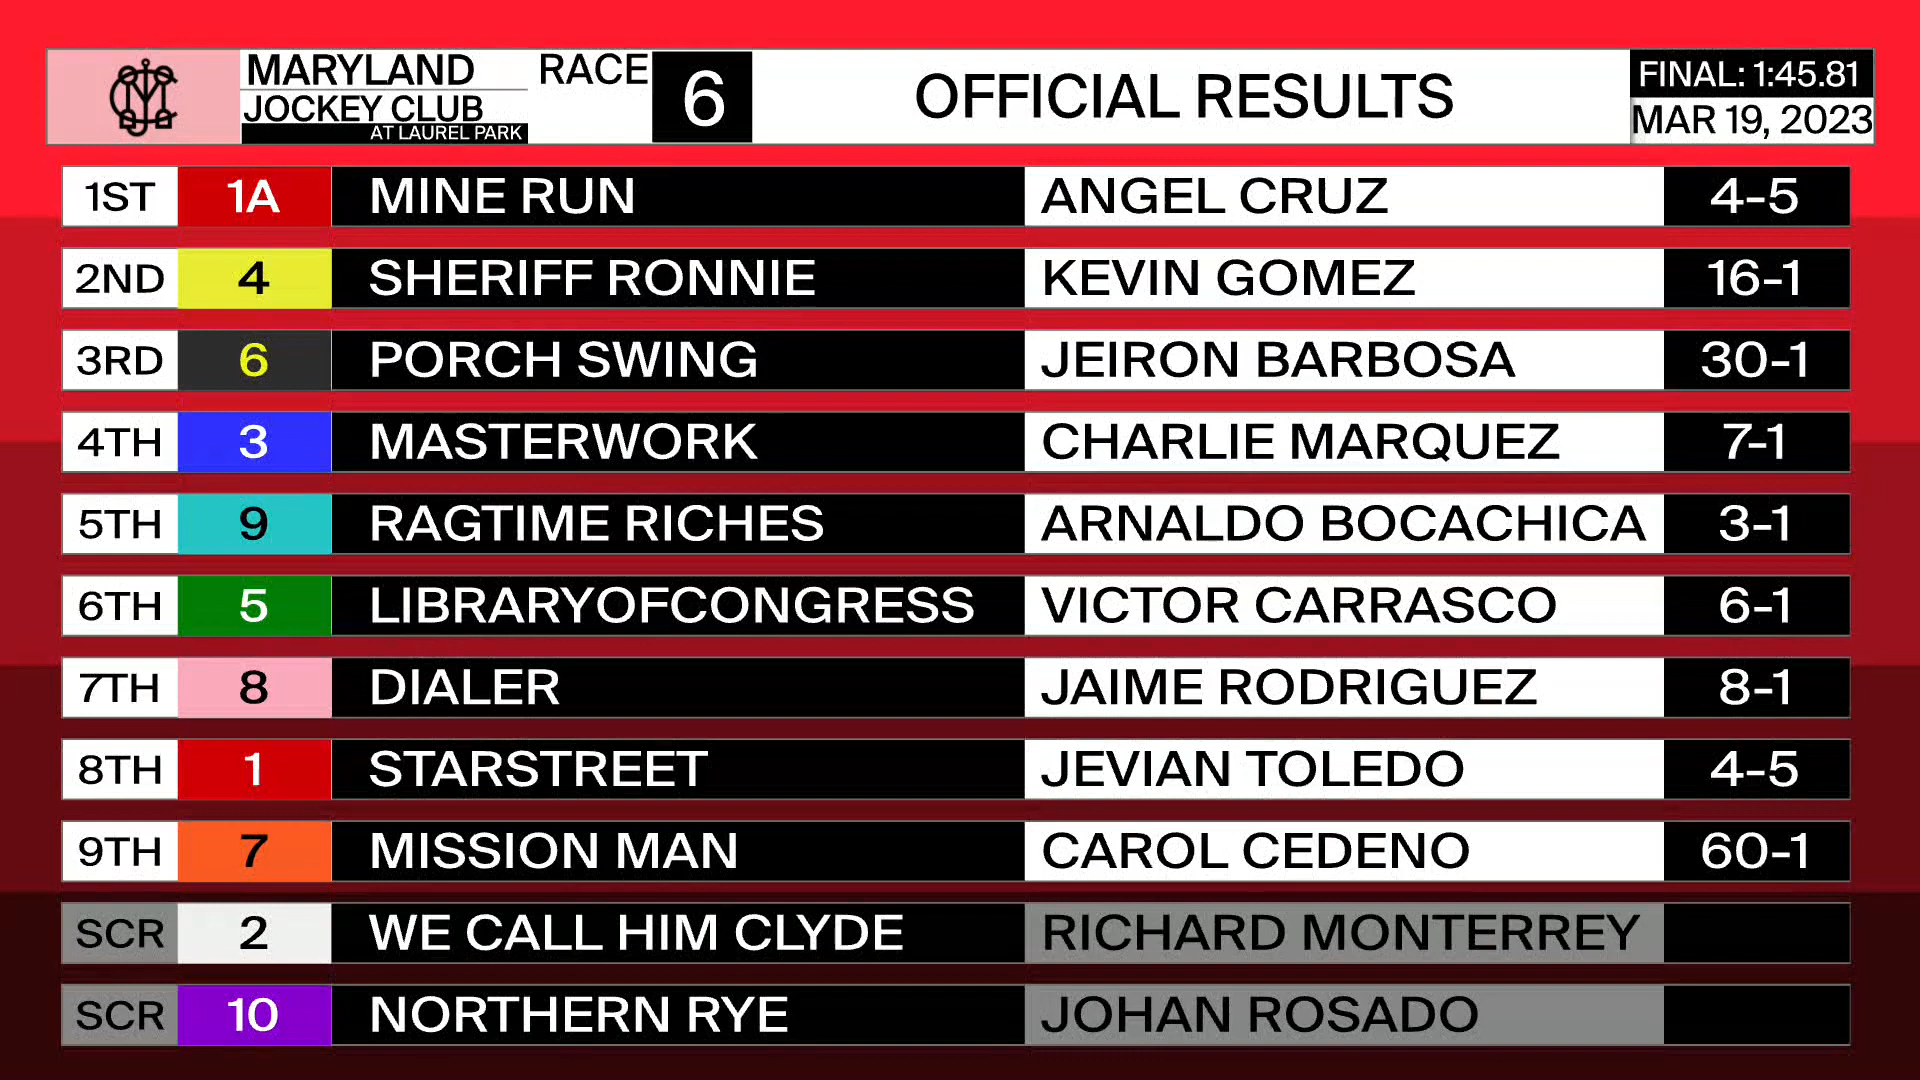 MARYLAND
JOCKEY CLUB
AT LAUREL PARK
RACE 6
OFFICIAL RESULTS
FINAL: 1:45.81
MAR 19, 2023
1ST 1A MINE RUN ANGEL CRUZ 4-5
2ND 4 SHERIFF RONNIE KEVIN GOMEZ 16-1
3RD 6 PORCH SWING JEIRON BARBOSA 30-1
4TH 3 MASTERWORK CHARLIE MARQUEZ 7-1
5TH 9 RAGTIME RICHES ARNALDO BOCACHICA 3-1
6TH 5 LIBRARYOFCONGRESS VICTOR CARRASCO 6-1
7TH 8 DIALER JAIME RODRIGUEZ 8-1
8TH 1 STARSTREET JEVIAN TOLEDO 4-5
9TH 7 MISSION MAN CAROL CEDENO 60-1
SCR 2 WE CALL HIM CLYDE RICHARD MONTERREY
SCR 10 NORTHERN RYE JOHAN ROSADO